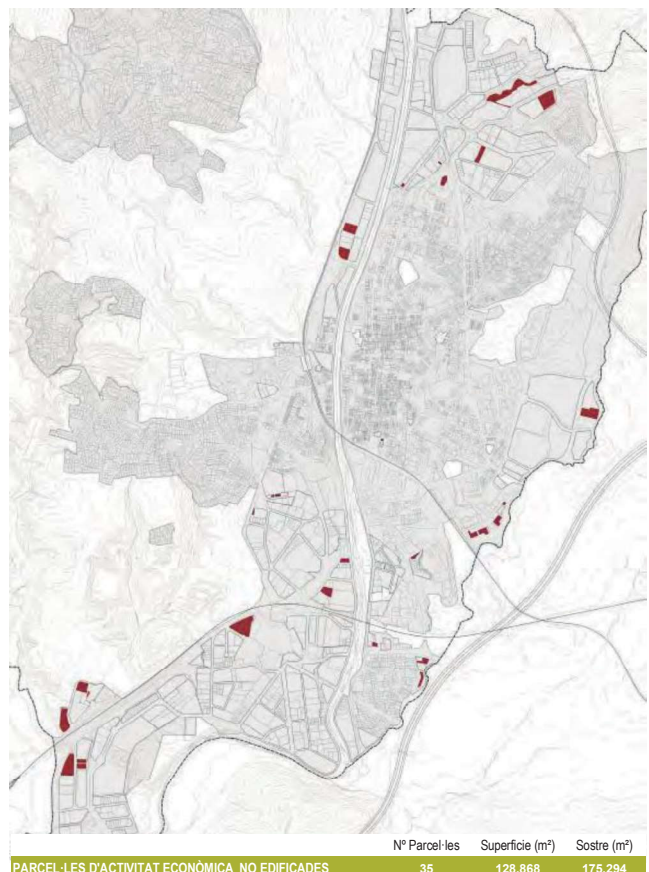 Nº Parcel·les Superfície (m²) Sostre (m²)
PARCEL·LES D'ACTIVITAT ECONÒMICA NO EDIFICADES 35 128.868 175.294